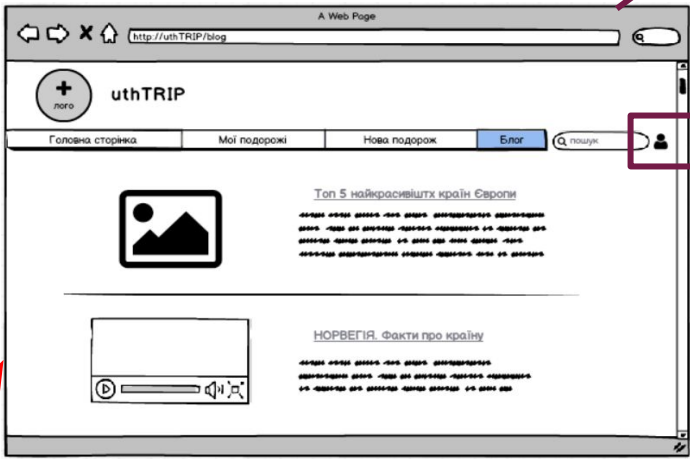 A Web Page
http://uthTRIP/blog
лого
uthTRIP
Головна сторінка
Мої подорожі
Нова подорож
Блог
пошук
Топ 5 найкрасивіштх країн Європи
НОРВЕГІЯ. Факти про країну